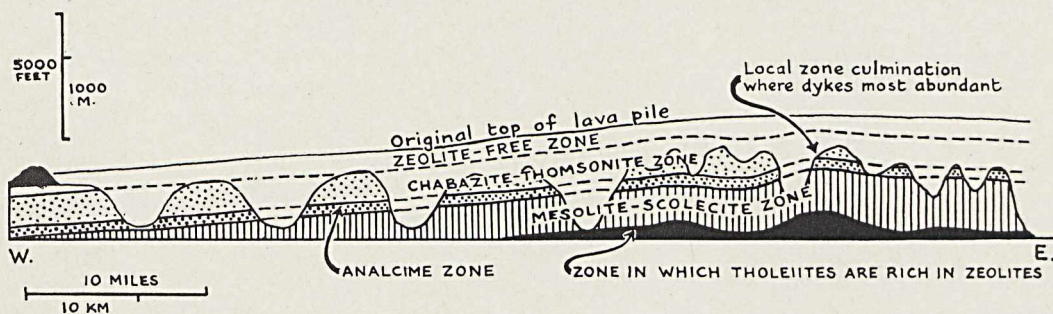 5000
FEET
1000
M.
Local zone culmination
where dykes most abundant
Original top of lava pile
ZEOLITE-FREE ZONE
CHABAZITE-THOMSONITE ZONE
MESOLITE-SCOLECITE ZONE
W.
E.
ANALCIME ZONE
ZONE IN WHICH THOLEIITES ARE RICH IN ZEOLITES
10 MILES
10 KM